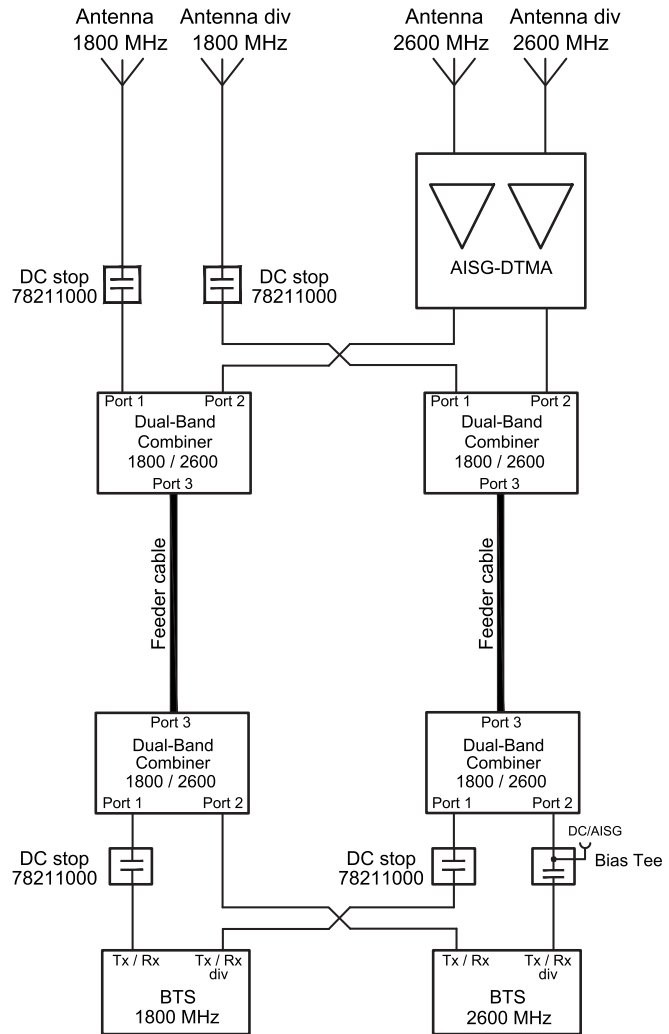 Antenna
1800 MHz
Antenna div
1800 MHz
Antenna
2600 MHz
Antenna div
2600 MHz
AISG-DTMA
DC stop
78211000
DC stop
78211000
Port 1
Port 2
Dual-Band
Combiner
1800 / 2600
Port 3
Port 1
Port 2
Dual-Band
Combiner
1800 / 2600
Port 3
Feeder cable
Feeder cable
Port 3
Dual-Band
Combiner
1800 / 2600
Port 1
Port 2
Port 3
Dual-Band
Combiner
1800 / 2600
Port 1
Port 2
DC stop
78211000
DC stop
78211000
DC/AISG
Bias Tee
Tx / Rx
Tx / Rx
div
BTS
1800 MHz
Tx / Rx
Tx / Rx
div
BTS
2600 MHz